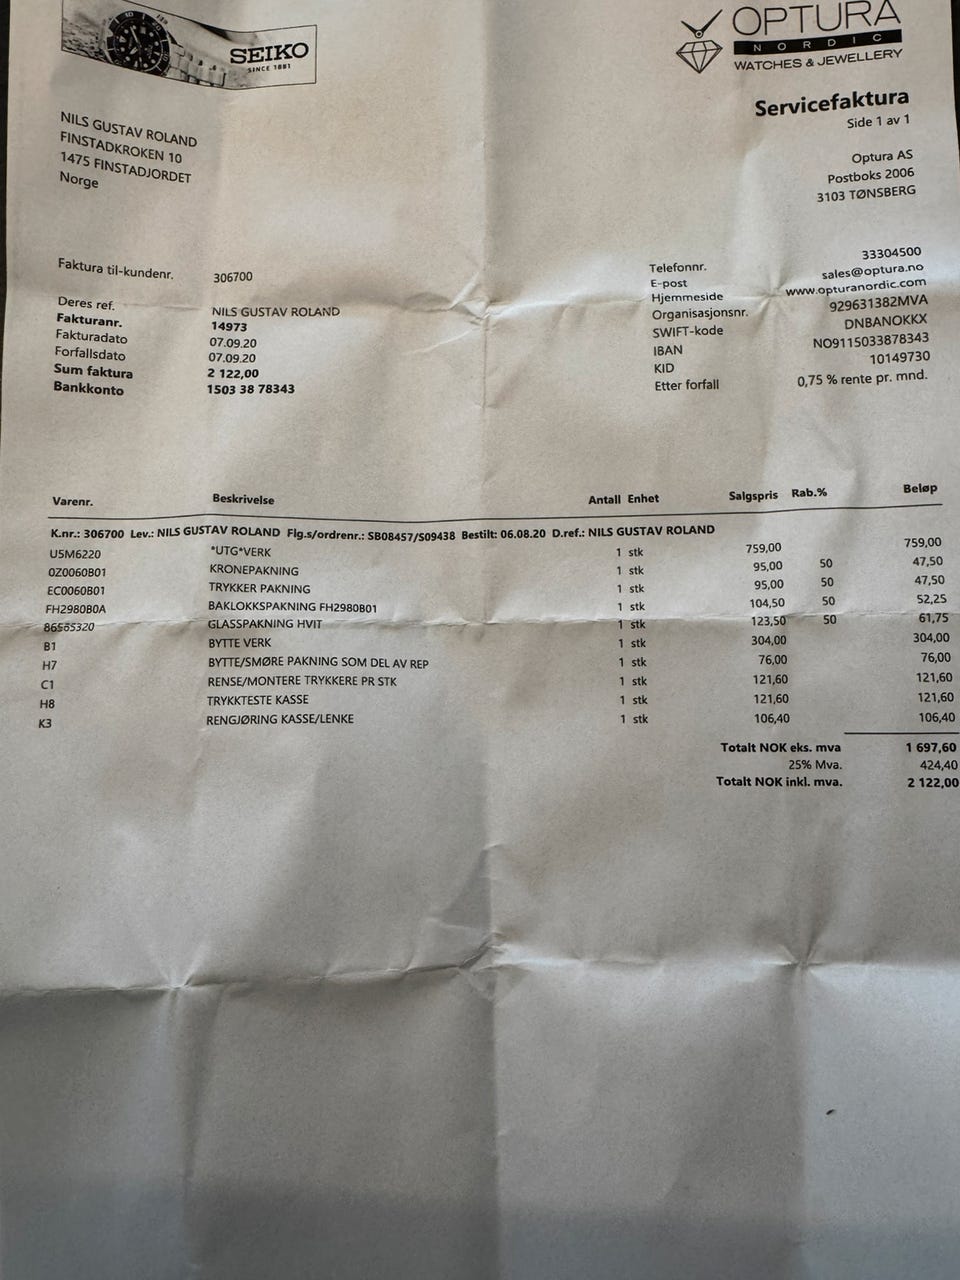 SEIKO
SINCE 1881
OPTURA
NORDIC
WATCHES & JEWELLERY
Servicefaktura
Side 1 av 1
NILS GUSTAV ROLAND
FINSTADKROKEN 10
1475 FINSTADJORDET
Norge
Optura AS
Postboks 2006
3103 TØNSBERG
Faktura til-kundenr. 306700
Deres ref. NILS GUSTAV ROLAND
Fakturanr. 14973
Fakturadato 07.09.20
Forfallsdato 07.09.20
Sum faktura 2 122,00
Bankkonto 1503 38 78343
Telefonnr. 33304500
E-post sales@optura.no
Hjemmeside www.opturanordic.com
Organisasjonsnr. 929631382MVA
SWIFT-kode DNBANOKKX
IBAN NO9115033878343
KID 10149730
Etter forfall 0,75 % rente pr. mnd.
Varenr. Beskrivelse Antall Enhet Salgspris Rab.% Beløp
K.nr.: 306700 Lev.: NILS GUSTAV ROLAND Flg.s/ordrenr.: SB08457/S09438 Bestilt: 06.08.20 D.ref.: NILS GUSTAV ROLAND
U5M6220 *UTG*VERK 1 stk 759,00 759,00
0Z0060B01 KRONEPAKNING 1 stk 95,00 50 47,50
EC0060B01 TRYKKER PAKNING 1 stk 95,00 50 47,50
FH2980B0A BAKLOKKSPAKNING FH2980B01 1 stk 104,50 50 52,25
GLASSPAKNING HVIT 1 stk 123,50 50 61,75
B1 BYTTE VERK 1 stk 304,00 304,00
H7 BYTTE/SMØRE PAKNING SOM DEL AV REP 1 stk 76,00 76,00
C1 RENSE/MONTERE TRYKKERE PR STK 1 stk 121,60 121,60
H8 TRYKKTESTE KASSE 1 stk 121,60 121,60
K3 RENGJØRING KASSE/LENKE 1 stk 106,40 106,40
Totalt NOK eks. mva 1 697,60
25% Mva. 424,40
Totalt NOK inkl. mva. 2 122,00